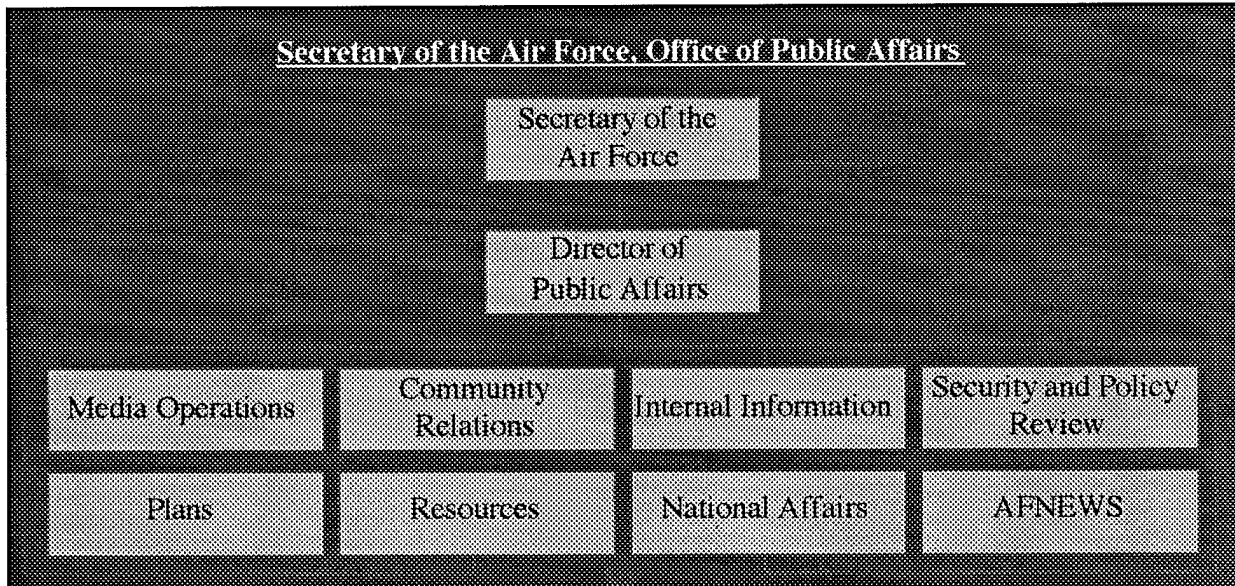 Secretary of the Air Force, Office of Public Affairs
Secretary of the
Air Force
Director of
Public Affairs
Media Operations
Community
Relations
Internal Information
Security and Policy
Review
Plans
Resources
National Affairs
AFNEWS